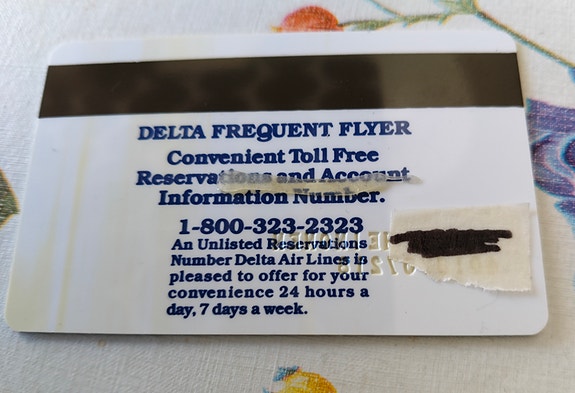 DELTA FREQUENT FLYER
Convenient Toll Free
Reservations and Account
Information Number.
1-800-323-2323
An Unlisted Reservations
Number Delta Air Lines is
pleased to offer for your
convenience 24 hours a
day, 7 days a week.